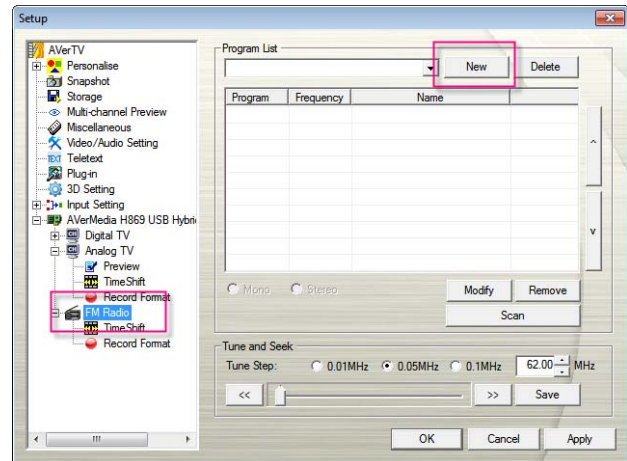 Setup
AVerTV
Personalise
Snapshot
Storage
Multi-channel Preview
Miscellaneous
Video/Audio Setting
TEXT Teletext
Plug-in
3D Setting
Input Setting
AVerMedia H869 USB Hybri
Digital TV
Analog TV
Preview
TimeShift
Record Format
FM Radio
TimeShift
Record Format
Program List
New Delete
Program Frequency Name
Mono Stereo Modify Remove
Scan
Tune and Seek
Tune Step: 0.01MHz 0.05MHz 0.1MHz 62.00 MHz
<< >> Save
OK Cancel Apply